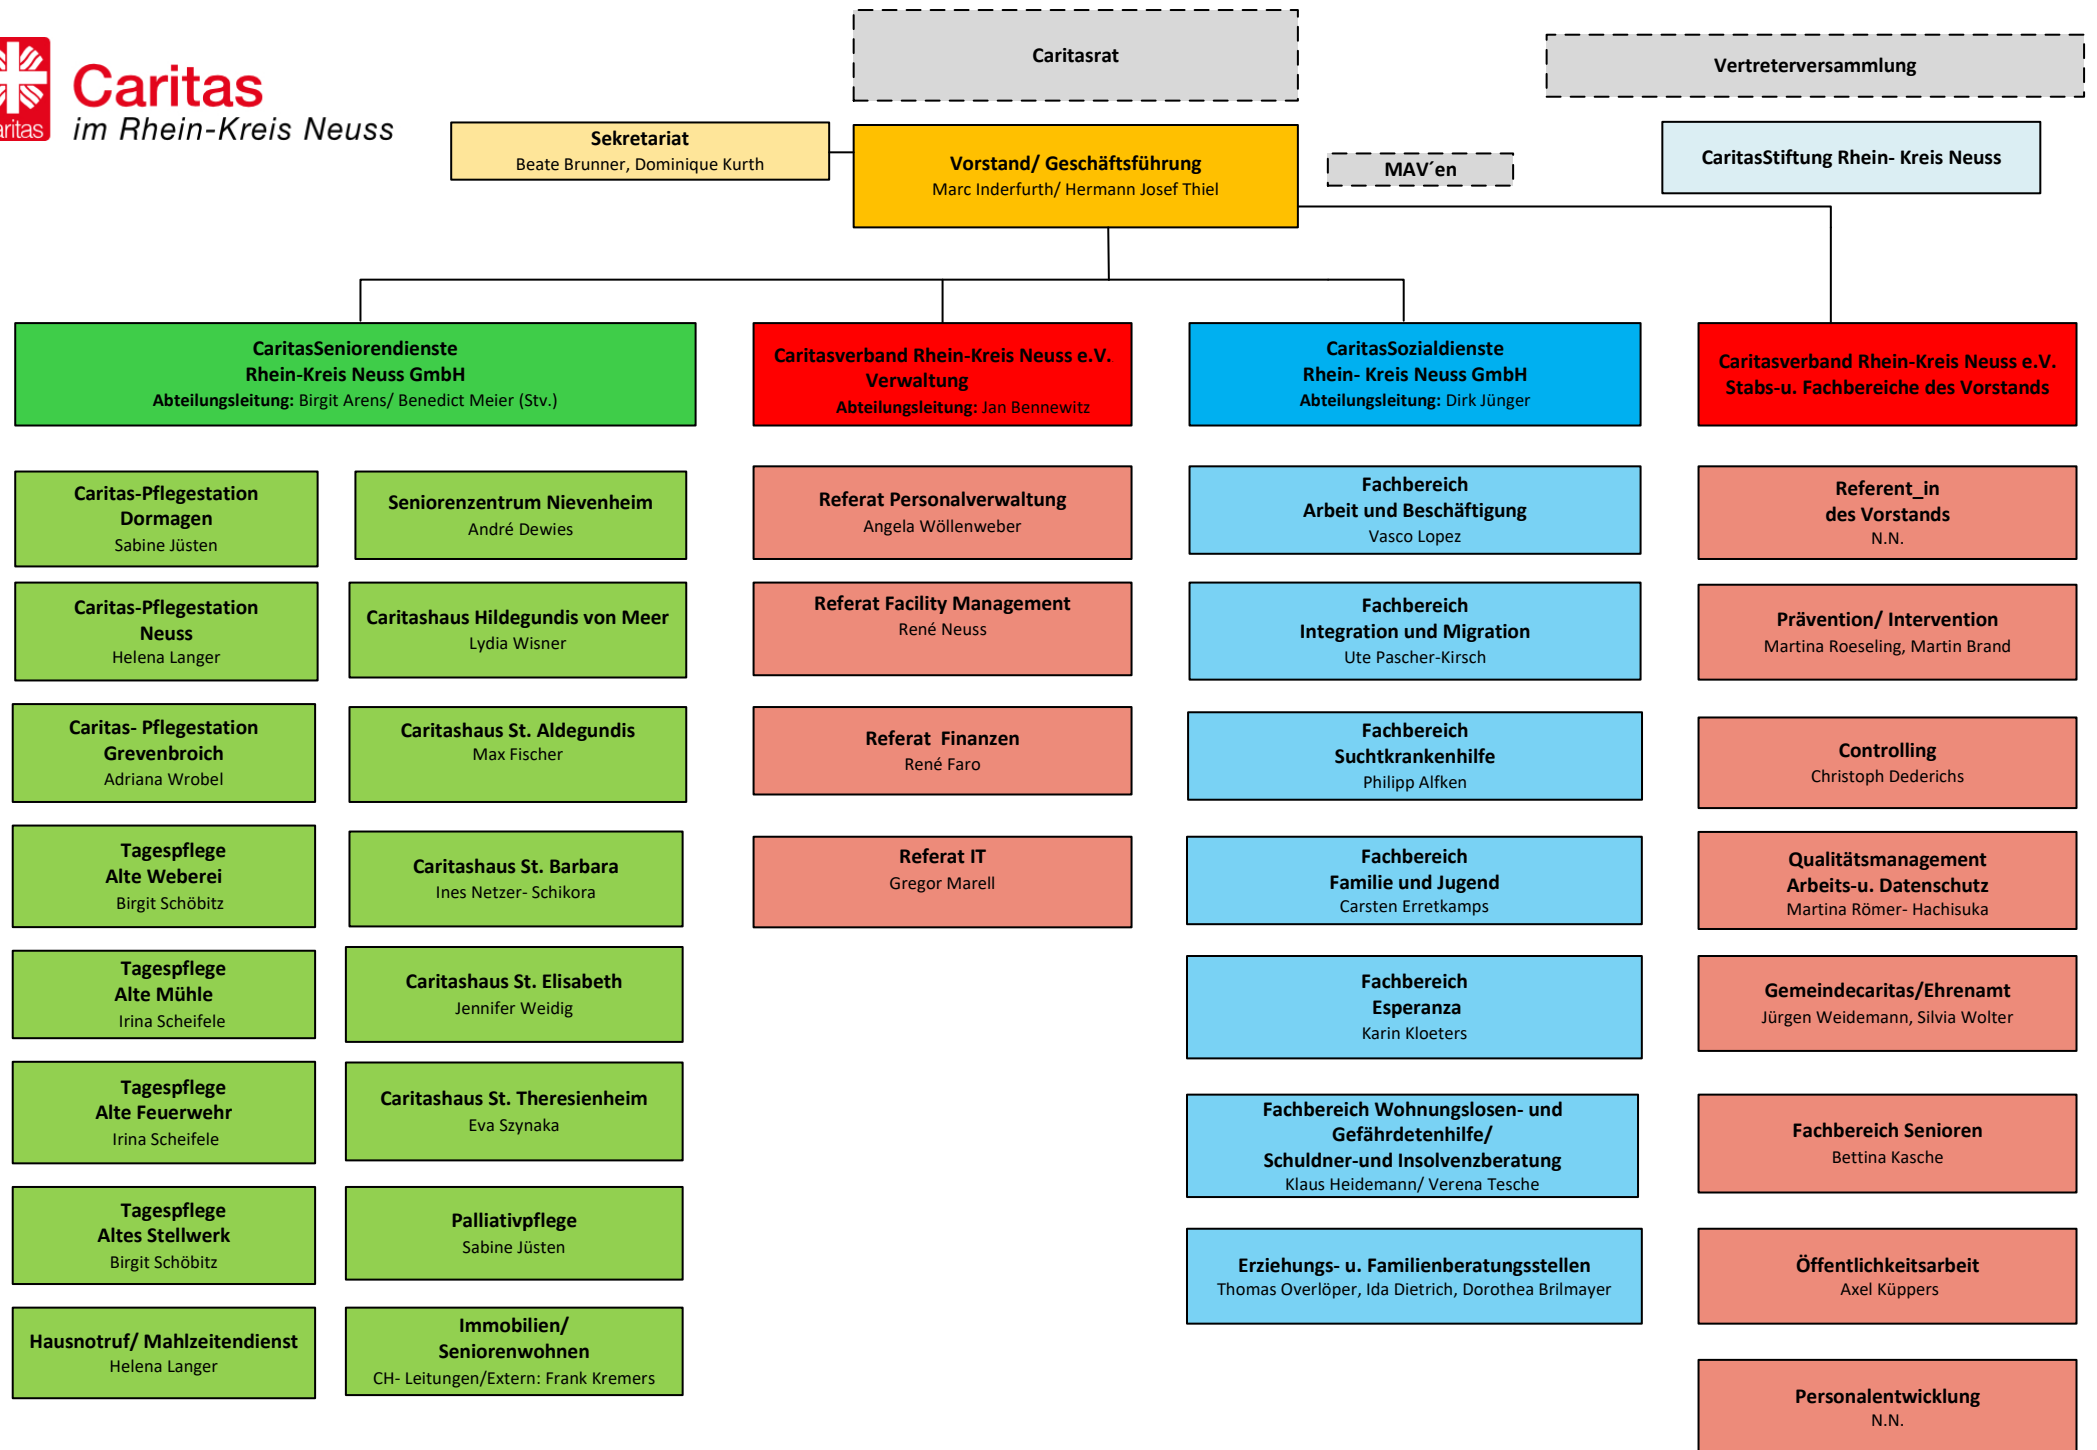 Caritas
Caritas
im Rhein-Kreis Neuss
Caritasrat
Vertreterversammlung
Sekretariat
Beate Brunner, Dominique Kurth
Vorstand/ Geschäftsführung
Marc Inderfurth/ Hermann Josef Thiel
MAV´en
CaritasStiftung Rhein- Kreis Neuss
CaritasSeniorendienste
Rhein-Kreis Neuss GmbH
Abteilungsleitung: Birgit Arens/ Benedict Meier (Stv.)
Caritasverband Rhein-Kreis Neuss e.V.
Verwaltung
Abteilungsleitung: Jan Bennewitz
CaritasSozialdienste
Rhein- Kreis Neuss GmbH
Abteilungsleitung: Dirk Jünger
Caritasverband Rhein-Kreis Neuss e.V.
Stabs-u. Fachbereiche des Vorstands
Caritas-Pflegestation
Dormagen
Sabine Jüsten
Caritas-Pflegestation
Neuss
Helena Langer
Caritas- Pflegestation
Grevenbroich
Adriana Wrobel
Tagespflege
Alte Weberei
Birgit Schöbitz
Tagespflege
Alte Mühle
Irina Scheifele
Tagespflege
Alte Feuerwehr
Irina Scheifele
Tagespflege
Altes Stellwerk
Birgit Schöbitz
Hausnotruf/ Mahlzeitendienst
Helena Langer
Seniorenzentrum Nievenheim
André Dewies
Caritashaus Hildegundis von Meer
Lydia Wisner
Caritashaus St. Aldegundis
Max Fischer
Caritashaus St. Barbara
Ines Netzer- Schikora
Caritashaus St. Elisabeth
Jennifer Weidig
Caritashaus St. Theresienheim
Eva Szynaka
Palliativpflege
Sabine Jüsten
Immobilien/
Seniorenwohnen
CH- Leitungen/Extern: Frank Kremers
Referat Personalverwaltung
Angela Wöllenweber
Referat Facility Management
René Neuss
Referat  Finanzen
René Faro
Referat IT
Gregor Marell
Fachbereich
Arbeit und Beschäftigung
Vasco Lopez
Fachbereich
Integration und Migration
Ute Pascher-Kirsch
Fachbereich
Suchtkrankenhilfe
Philipp Alfken
Fachbereich
Familie und Jugend
Carsten Erretkamps
Fachbereich
Esperanza
Karin Kloeters
Fachbereich Wohnungslosen- und
Gefährdetenhilfe/
Schuldner-und Insolvenzberatung
Klaus Heidemann/ Verena Tesche
Erziehungs- u. Familienberatungsstellen
Thomas Overlöper, Ida Dietrich, Dorothea Brilmayer
Referent_in
des Vorstands
N.N.
Prävention/ Intervention
Martina Roeseling, Martin Brand
Controlling
Christoph Dederichs
Qualitätsmanagement
Arbeits-u. Datenschutz
Martina Römer- Hachisuka
Gemeindecaritas/Ehrenamt
Jürgen Weidemann, Silvia Wolter
Fachbereich Senioren
Bettina Kasche
Öffentlichkeitsarbeit
Axel Küppers
Personalentwicklung
N.N.